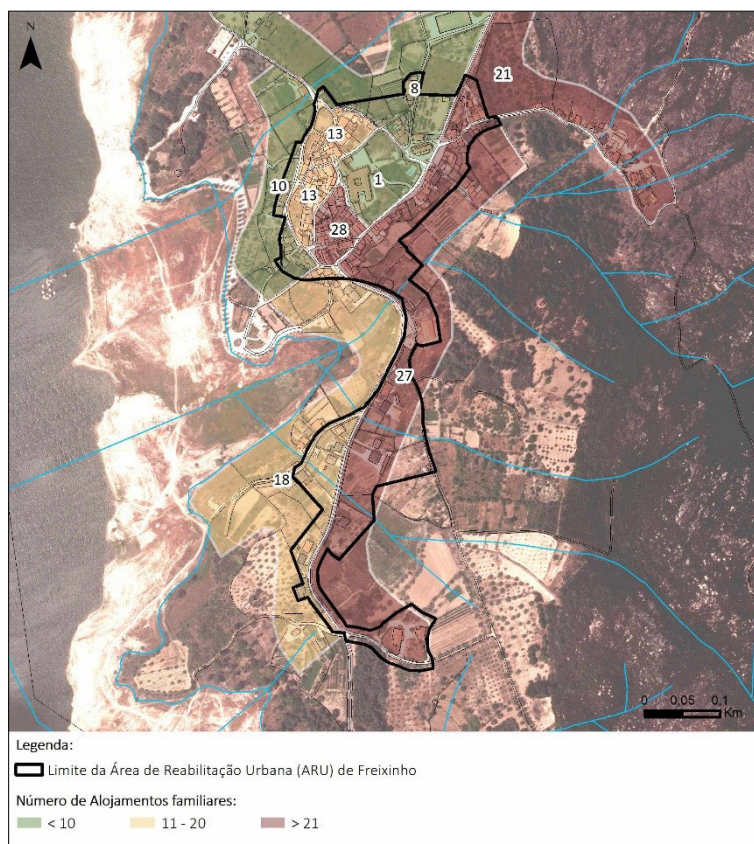 N
21
8
13
1
10
13
28
27
18
0 0,05 0,1
Km
Legenda:
Limite da Área de Reabilitação Urbana (ARU) de Freixinho
Número de Alojamentos familiares:
< 10 11 - 20 > 21